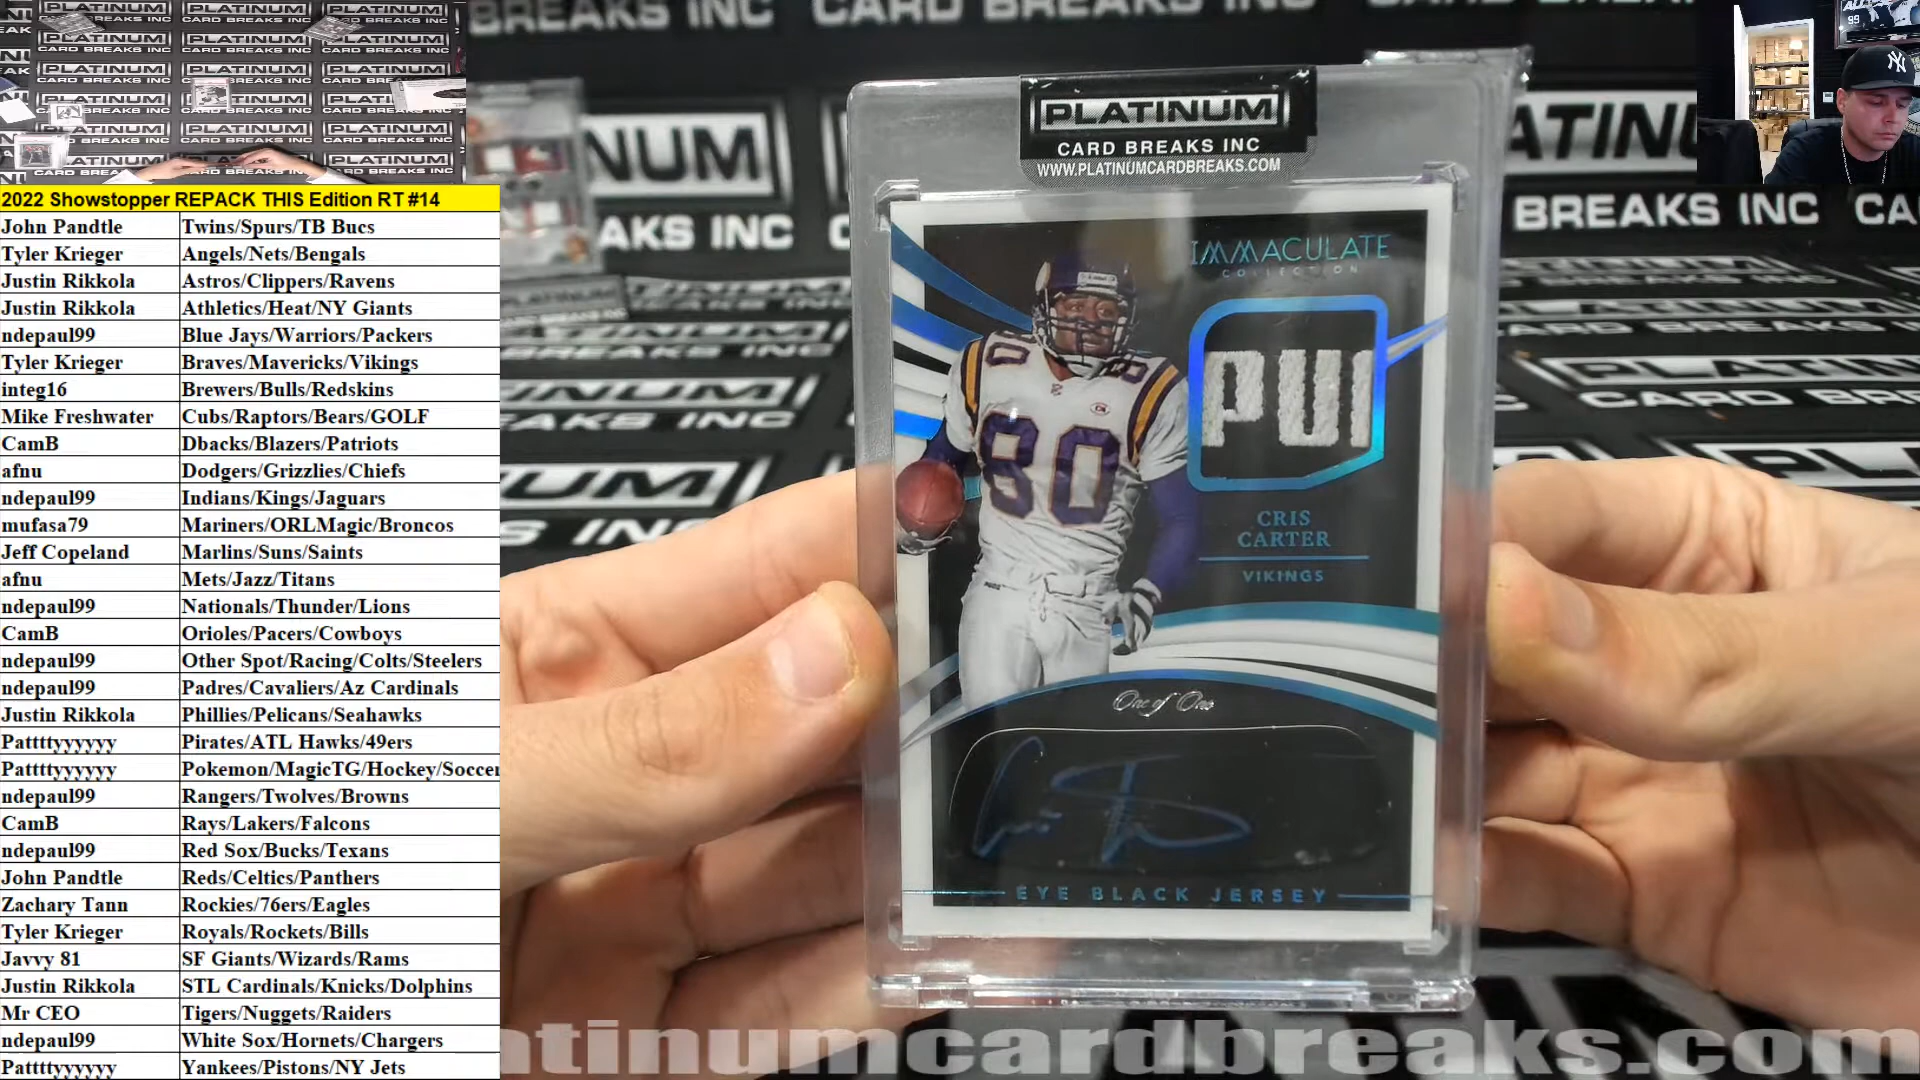 2022 Showstopper REPACK THIS Edition RT #14
John Pandtle Twins/Spurs/TB Bucs
Tyler Krieger Angels/Nets/Bengals
Justin Rikkola Astros/Clippers/Ravens
Justin Rikkola Athletics/Heat/NY Giants
ndepaul99 Blue Jays/Warriors/Packers
Tyler Krieger Braves/Mavericks/Vikings
integ16 Brewers/Bulls/Redskins
Mike Freshwater Cubs/Raptors/Bears/GOLF
CamB Dbacks/Blazers/Patriots
afnu Dodgers/Grizzlies/Chiefs
ndepaul99 Indians/Kings/Jaguars
mufasa79 Mariners/ORLMagic/Broncos
Jeff Copeland Marlins/Suns/Saints
afnu Mets/Jazz/Titans
ndepaul99 Nationals/Thunder/Lions
CamB Orioles/Pacers/Cowboys
ndepaul99 Other Spot/Racing/Colts/Steelers
ndepaul99 Padres/Cavaliers/Az Cardinals
Justin Rikkola Phillies/Pelicans/Seahawks
Pattttyyyyyy Pirates/ATL Hawks/49ers
Pattttyyyyyy Pokemon/MagicTG/Hockey/Soccer
ndepaul99 Rangers/Twolves/Browns
CamB Rays/Lakers/Falcons
ndepaul99 Red Sox/Bucks/Texans
John Pandtle Reds/Celtics/Panthers
Zachary Tann Rockies/76ers/Eagles
Tyler Krieger Royals/Rockets/Bills
Javvy 81 SF Giants/Wizards/Rams
Justin Rikkola STL Cardinals/Knicks/Dolphins
Mr CEO Tigers/Nuggets/Raiders
ndepaul99 White Sox/Hornets/Chargers
Pattttyyyyyy Yankees/Pistons/NY Jets
PLATINUM
CARD BREAKS INC
WWW.PLATINUMCARDBREAKS.COM
IMMACULATE
COLLECTION
PUI
80
80
CRIS
CARTER
VIKINGS
One of One
EYE BLACK JERSEY
atinumcardbreaks.com